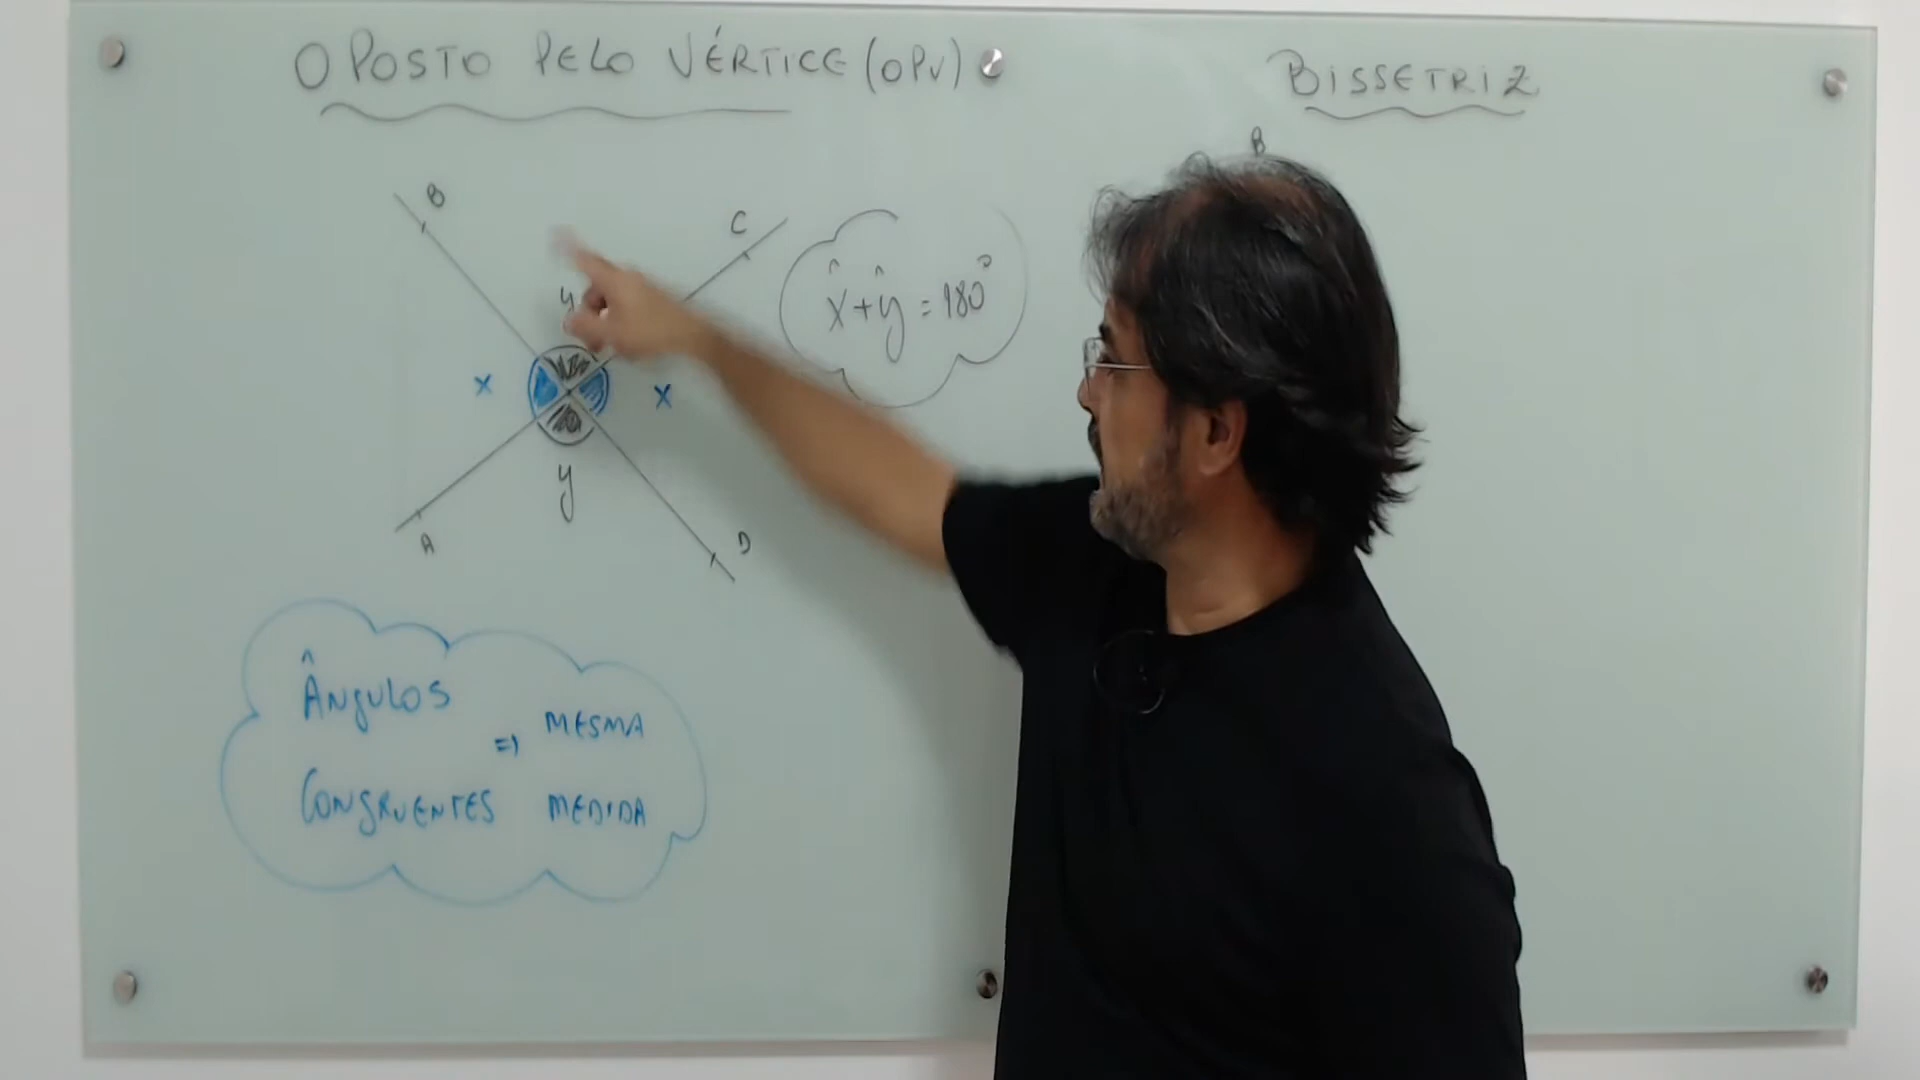 OPOSTO PELO VÉRTICE (OPV)
BISSETRIZ
B
B
C
y
x̂ + ŷ = 180°
x
x
y
A
D
ÂNGULOS
=> MESMA
CONGRUENTES MEDIDA